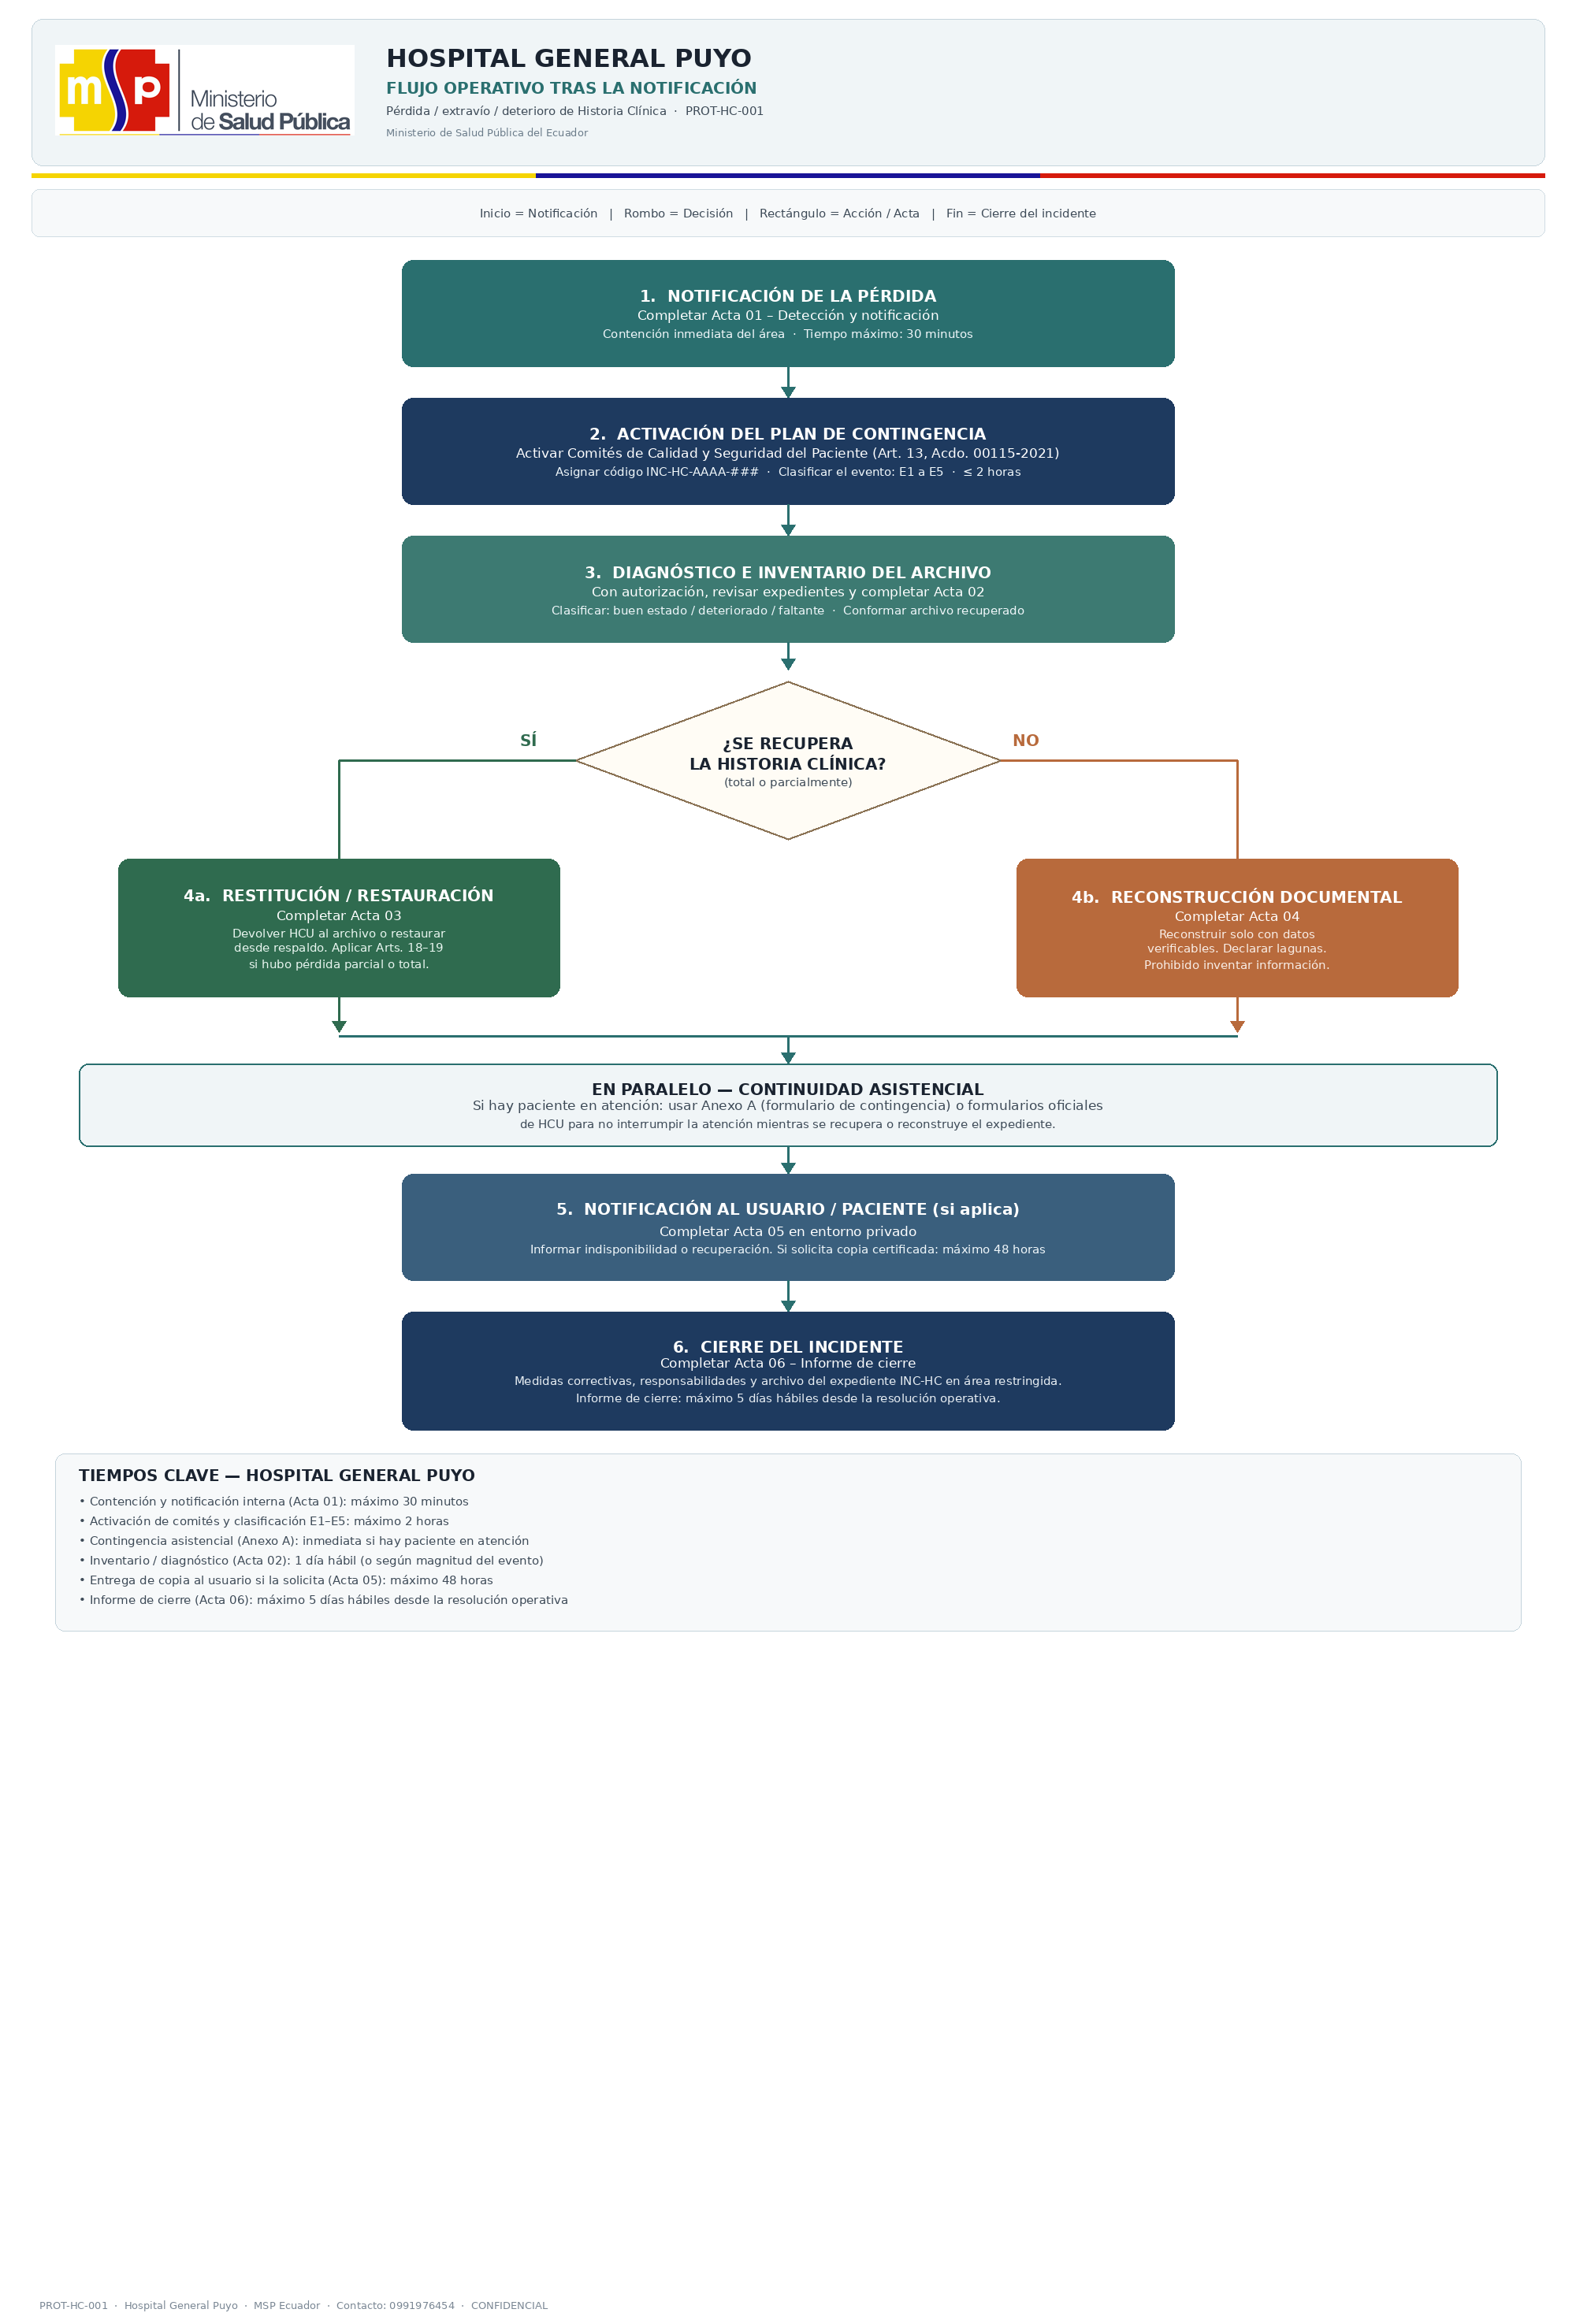 msp
Ministerio
de Salud Pública
HOSPITAL GENERAL PUYO
FLUJO OPERATIVO TRAS LA NOTIFICACIÓN
Pérdida / extravío / deterioro de Historia Clínica · PROT-HC-001
Ministerio de Salud Pública del Ecuador
Inicio = Notificación | Rombo = Decisión | Rectángulo = Acción / Acta | Fin = Cierre del incidente
1. NOTIFICACIÓN DE LA PÉRDIDA
Completar Acta 01 – Detección y notificación
Contención inmediata del área · Tiempo máximo: 30 minutos
2. ACTIVACIÓN DEL PLAN DE CONTINGENCIA
Activar Comités de Calidad y Seguridad del Paciente (Art. 13, Acdo. 00115-2021)
Asignar código INC-HC-AAAA-### · Clasificar el evento: E1 a E5 · ≤ 2 horas
3. DIAGNÓSTICO E INVENTARIO DEL ARCHIVO
Con autorización, revisar expedientes y completar Acta 02
Clasificar: buen estado / deteriorado / faltante · Conformar archivo recuperado
¿SE RECUPERA
LA HISTORIA CLÍNICA?
(total o parcialmente)
SÍ
NO
4a. RESTITUCIÓN / RESTAURACIÓN
Completar Acta 03
Devolver HCU al archivo o restaurar
desde respaldo. Aplicar Arts. 18–19
si hubo pérdida parcial o total.
4b. RECONSTRUCCIÓN DOCUMENTAL
Completar Acta 04
Reconstruir solo con datos
verificables. Declarar lagunas.
Prohibido inventar información.
EN PARALELO — CONTINUIDAD ASISTENCIAL
Si hay paciente en atención: usar Anexo A (formulario de contingencia) o formularios oficiales
de HCU para no interrumpir la atención mientras se recupera o reconstruye el expediente.
5. NOTIFICACIÓN AL USUARIO / PACIENTE (si aplica)
Completar Acta 05 en entorno privado
Informar indisponibilidad o recuperación. Si solicita copia certificada: máximo 48 horas
6. CIERRE DEL INCIDENTE
Completar Acta 06 – Informe de cierre
Medidas correctivas, responsabilidades y archivo del expediente INC-HC en área restringida.
Informe de cierre: máximo 5 días hábiles desde la resolución operativa.
TIEMPOS CLAVE — HOSPITAL GENERAL PUYO
• Contención y notificación interna (Acta 01): máximo 30 minutos
• Activación de comités y clasificación E1–E5: máximo 2 horas
• Contingencia asistencial (Anexo A): inmediata si hay paciente en atención
• Inventario / diagnóstico (Acta 02): 1 día hábil (o según magnitud del evento)
• Entrega de copia al usuario si la solicita (Acta 05): máximo 48 horas
• Informe de cierre (Acta 06): máximo 5 días hábiles desde la resolución operativa
PROT-HC-001 · Hospital General Puyo · MSP Ecuador · Contacto: 0991976454 · CONFIDENCIAL